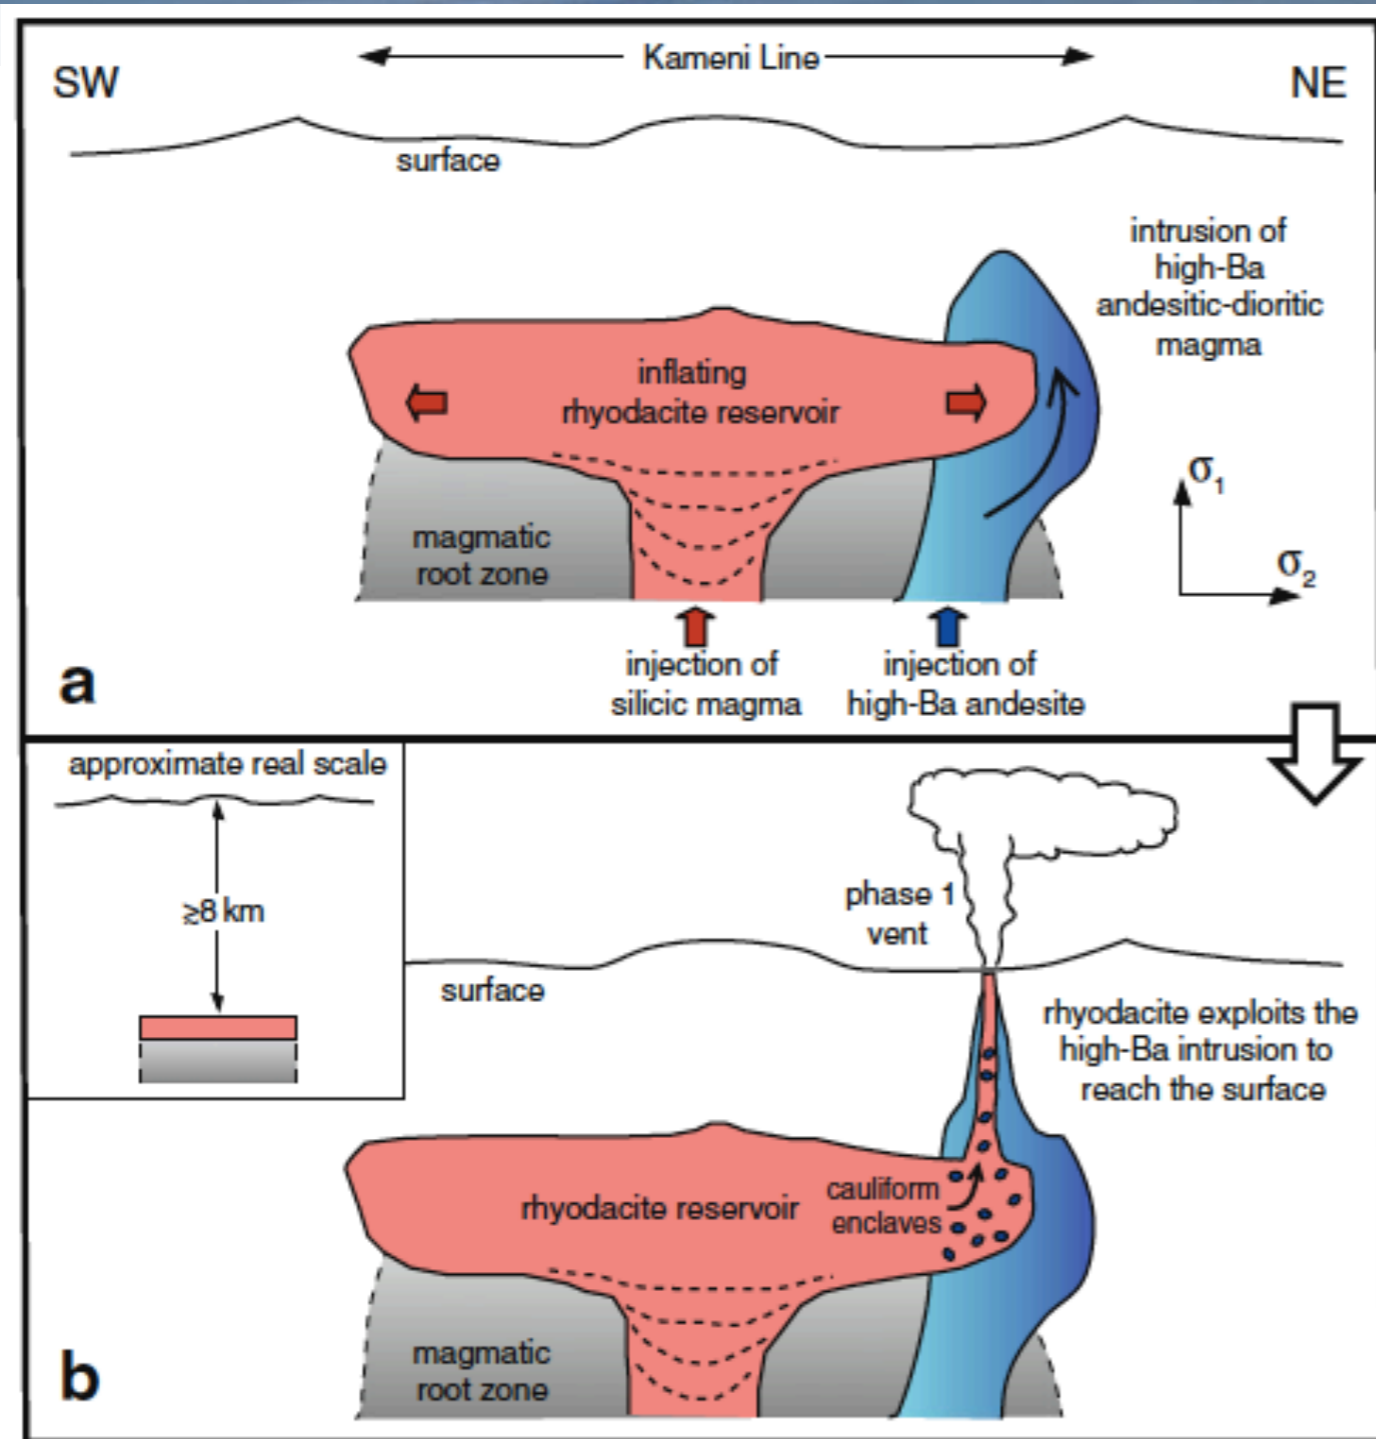 Kameni Line
SW
NE
surface
intrusion of
high-Ba
andesitic-dioritic
magma
inflating
rhyodacite reservoir
σ1
σ2
magmatic
root zone
injection of
silicic magma
injection of
high-Ba andesite
a
approximate real scale
≥8 km
phase 1
vent
surface
rhyodacite exploits the
high-Ba intrusion to
reach the surface
rhyodacite reservoir
cauliform
enclaves
magmatic
root zone
b